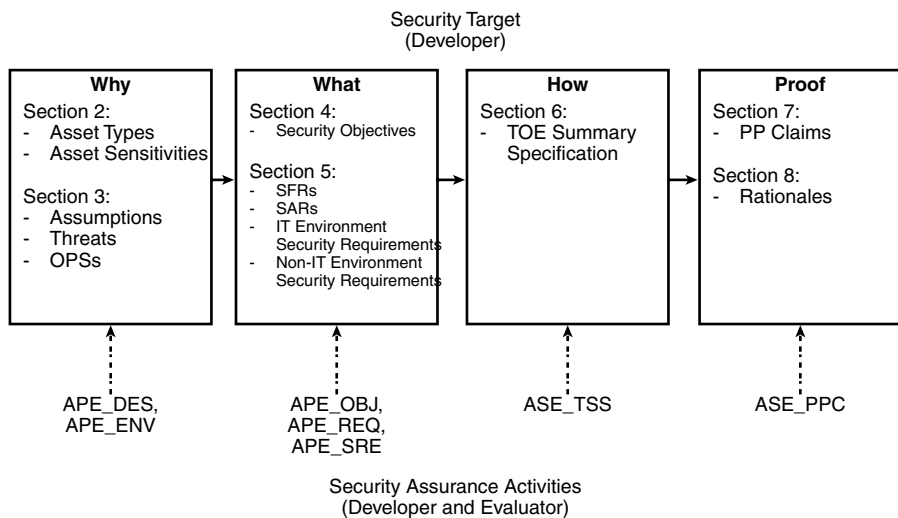 Security Target
(Developer)
Why
Section 2:
- Asset Types
- Asset Sensitivities
Section 3:
- Assumptions
- Threats
- OPSs
What
Section 4:
- Security Objectives
Section 5:
- SFRs
- SARs
- IT Environment
Security Requirements
- Non-IT Environment
Security Requirements
How
Section 6:
- TOE Summary
Specification
Proof
Section 7:
- PP Claims
Section 8:
- Rationales
APE_DES,
APE_ENV
APE_OBJ,
APE_REQ,
APE_SRE
ASE_TSS
ASE_PPC
Security Assurance Activities
(Developer and Evaluator)